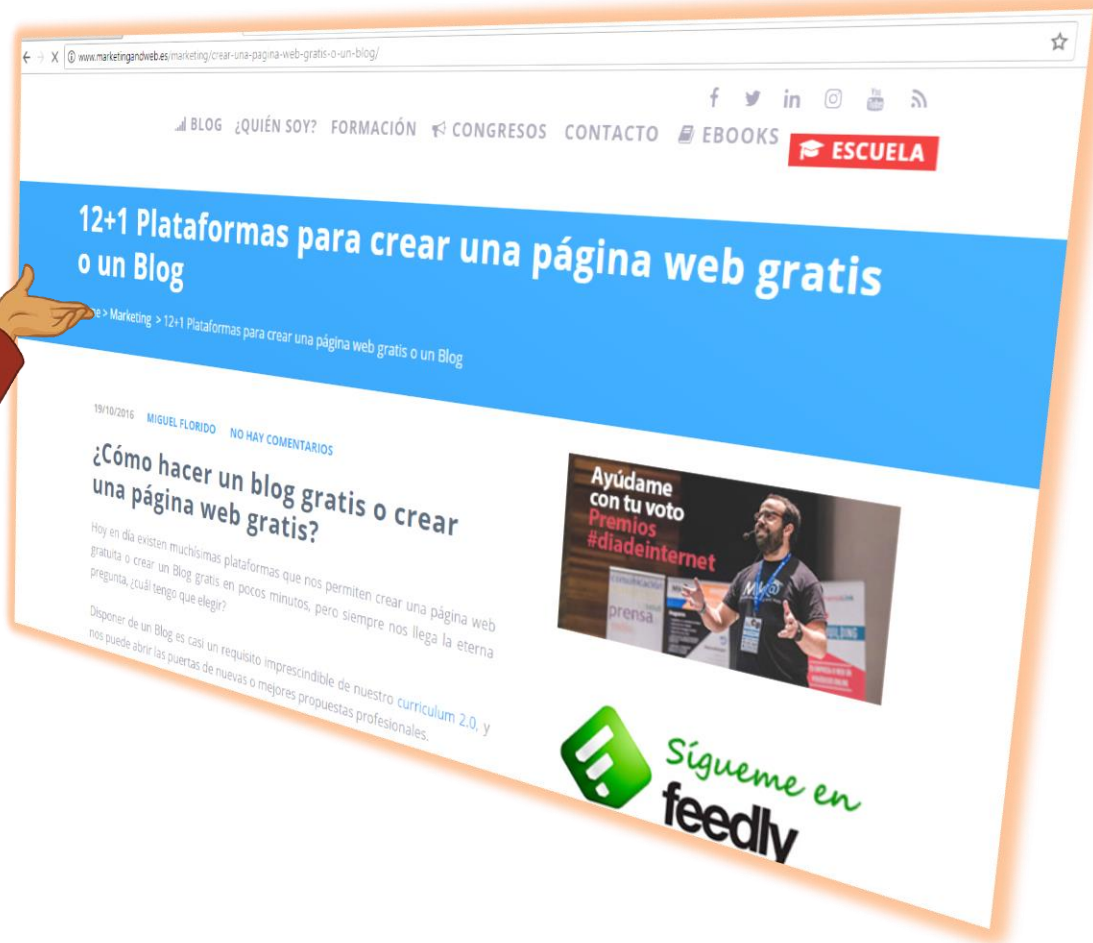 www.marketingandweb.es/marketing/crear-una-pagina-web-gratis-o-un-blog/
f in You Tube
BLOG ¿QUIÉN SOY? FORMACIÓN CONGRESOS CONTACTO EBOOKS ESCUELA
12+1 Plataformas para crear una página web gratis
o un Blog
> Marketing > 12+1 Plataformas para crear una página web gratis o un Blog
19/10/2016 MIGUEL FLORIDO NO HAY COMENTARIOS
¿Cómo hacer un blog gratis o crear
una página web gratis?
Hoy en día existen muchísimas plataformas que nos permiten crear una página web
gratuita o crear un Blog gratis en pocos minutos, pero siempre nos llega la eterna
pregunta, ¿cuál tengo que elegir?
Disponer de un Blog es casi un requisito imprescindible de nuestro curriculum 2.0, y
nos puede abrir las puertas de nuevas o mejores propuestas profesionales.
Ayúdame
con tu voto
Premios
#diadeinternet
prensa
Sígueme en
feedly